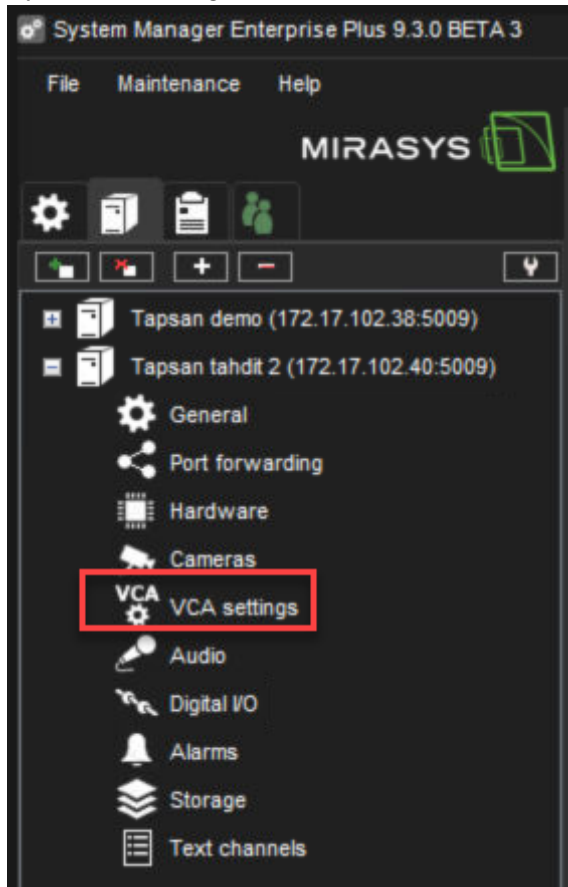 System Manager Enterprise Plus 9.3.0 BETA 3
File Maintenance Help
MIRASYS
Tapsan demo (172.17.102.38:5009)
Tapsan tahdit 2 (172.17.102.40:5009)
General
Port forwarding
Hardware
Cameras
VCA VCA settings
Audio
Digital I/O
Alarms
Storage
Text channels